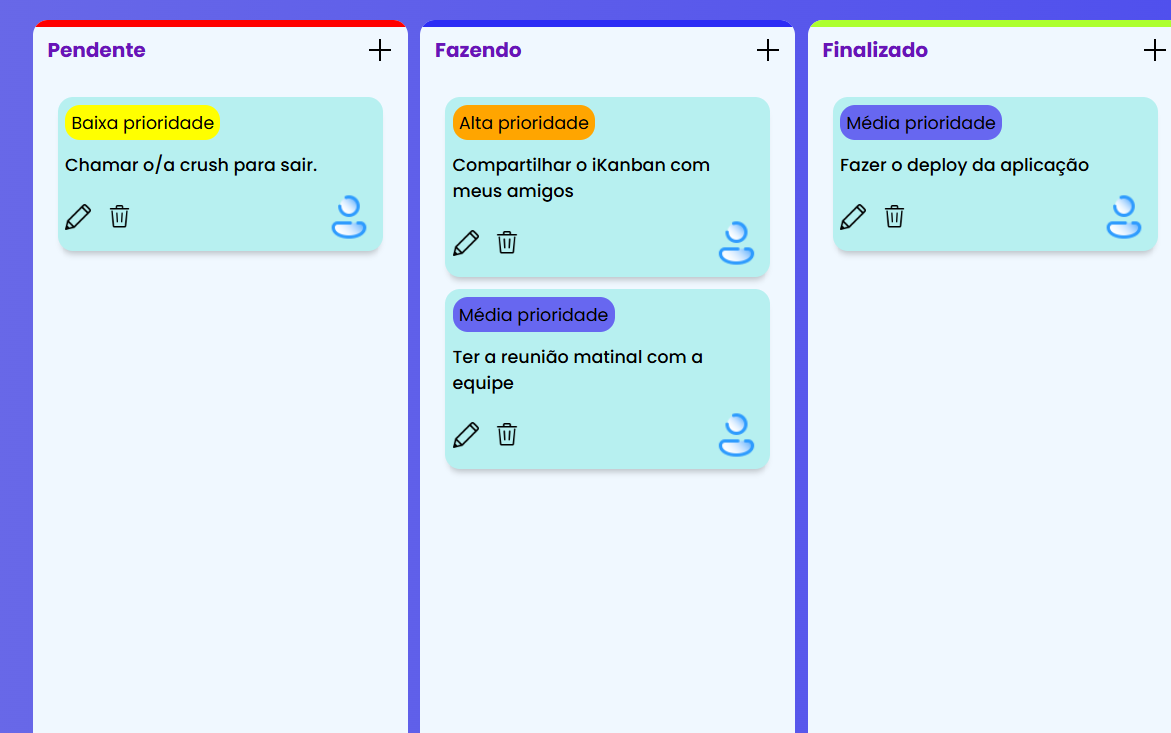 Pendente
Baixa prioridade
Chamar o/a crush para sair.
Fazendo
Alta prioridade
Compartilhar o iKanban com
meus amigos
Média prioridade
Ter a reunião matinal com a
equipe
Finalizado
Média prioridade
Fazer o deploy da aplicação